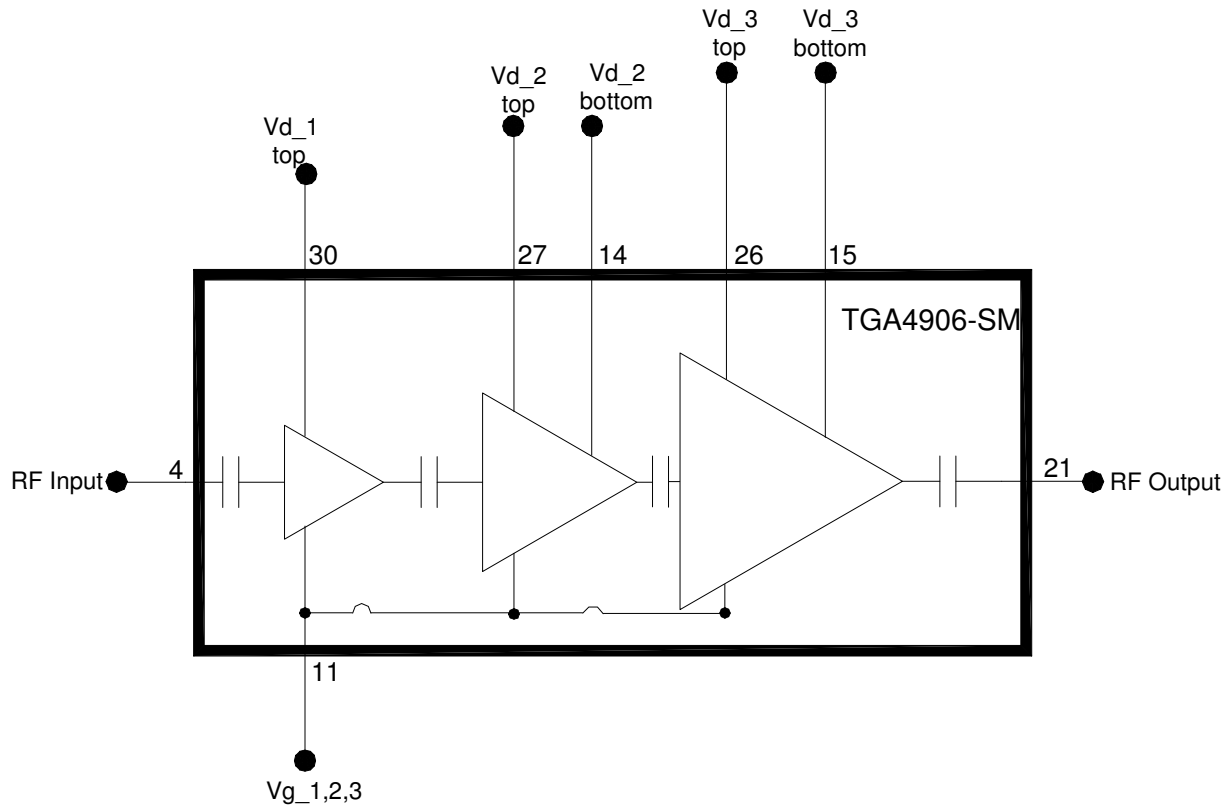 Vd_3
top
Vd_3
bottom
Vd_2
top
Vd_2
bottom
Vd_1
top
30
27
14
26
15
TGA4906-SM
RF Input
4
21
RF Output
11
Vg_1,2,3